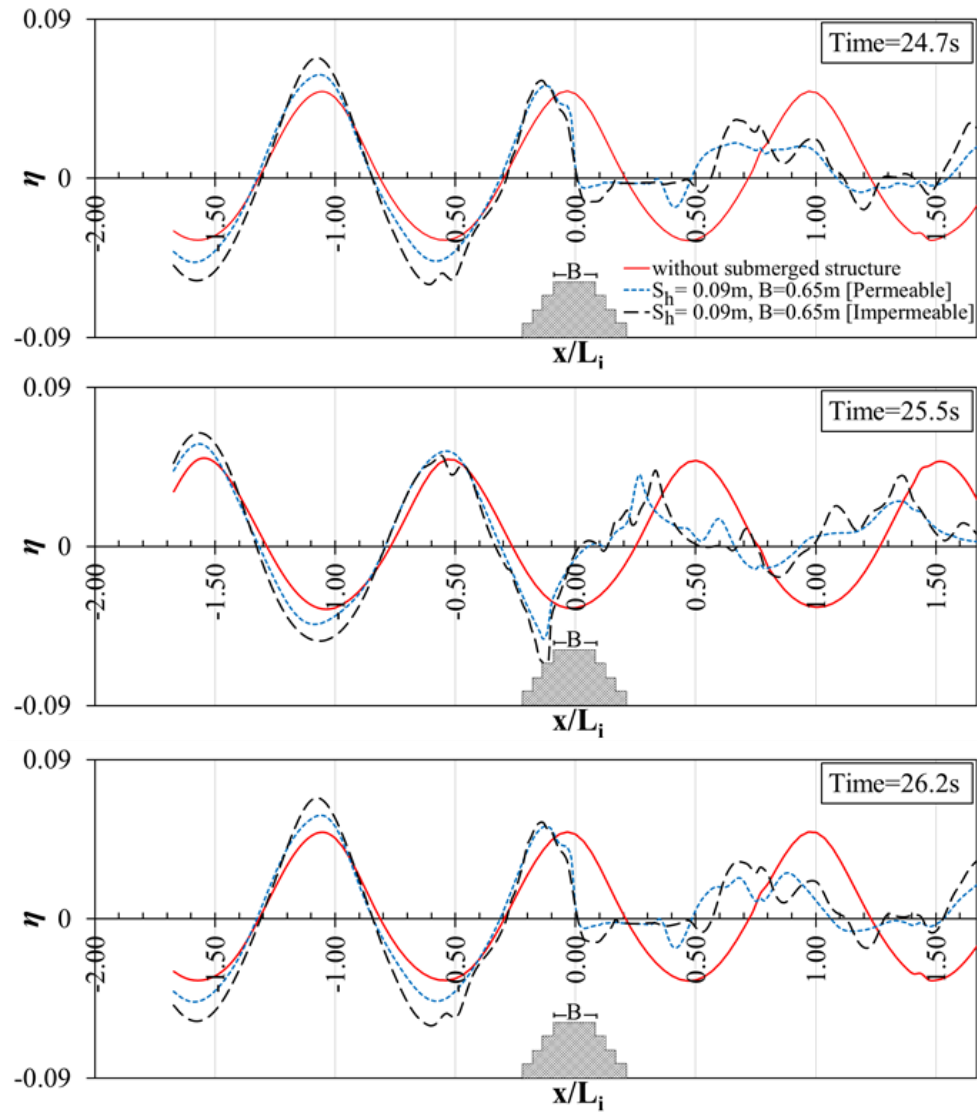 0.09
Time=24.7s
η
0
-2.00
-1.50
-1.00
-0.50
0.00
0.50
1.00
1.50
B
without submerged structure
Sh= 0.09m, B=0.65m [Permeable]
Sh= 0.09m, B=0.65m [Impermeable]
-0.09
x/Li
0.09
Time=25.5s
η
0
-2.00
-1.50
-1.00
-0.50
0.00
0.50
1.00
1.50
B
-0.09
x/Li
0.09
Time=26.2s
η
0
-2.00
-1.50
-1.00
-0.50
0.00
0.50
1.00
1.50
B
-0.09
x/Li